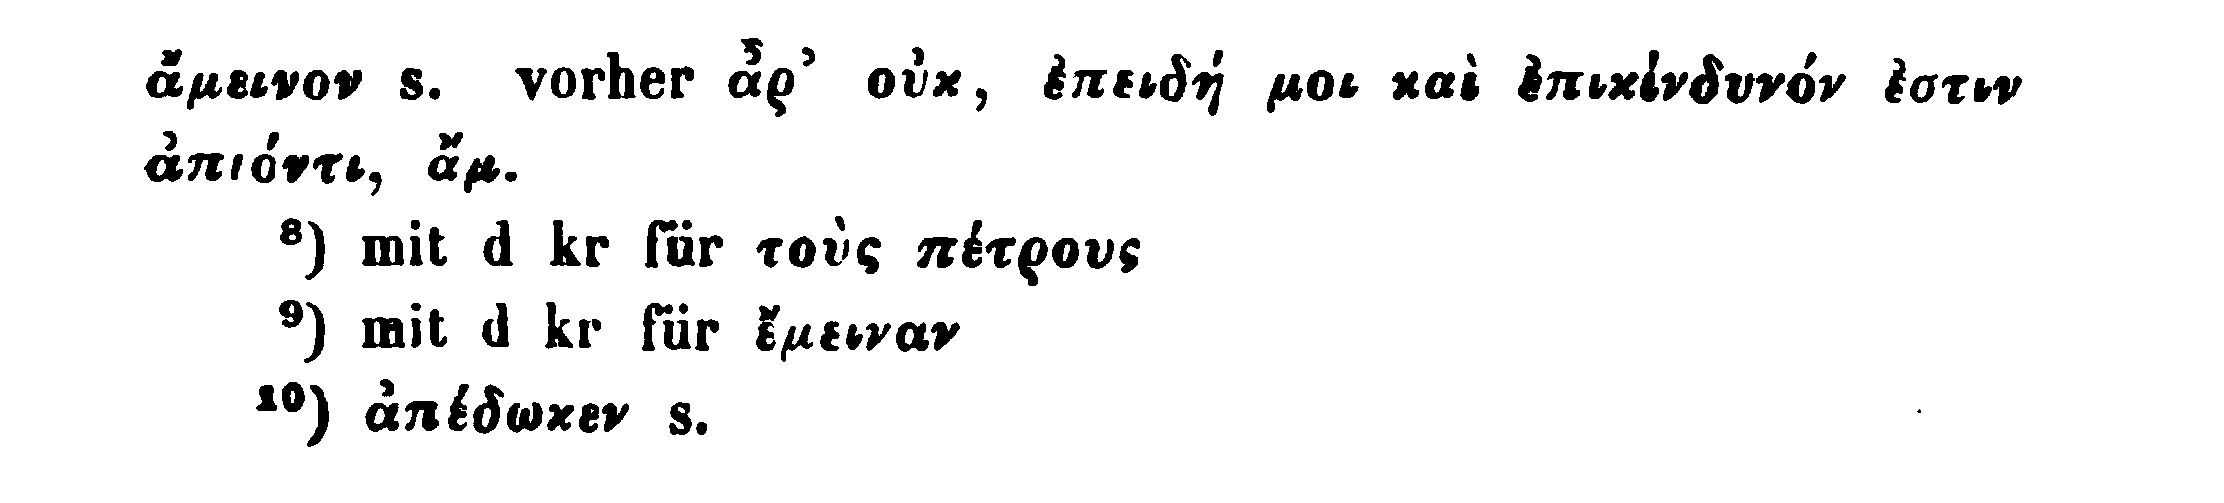 ἄμεινον s. vorher ἆρ’ οὐκ, ἐπειδή μοι καὶ ἐπικίνδυνόν ἐστιν
ἀπιόντι, ἄμ.
⁸) mit d kr für τοὺς πέτρους
⁹) mit d kr für ἔμειναν
¹⁰) ἀπέδωκεν s.